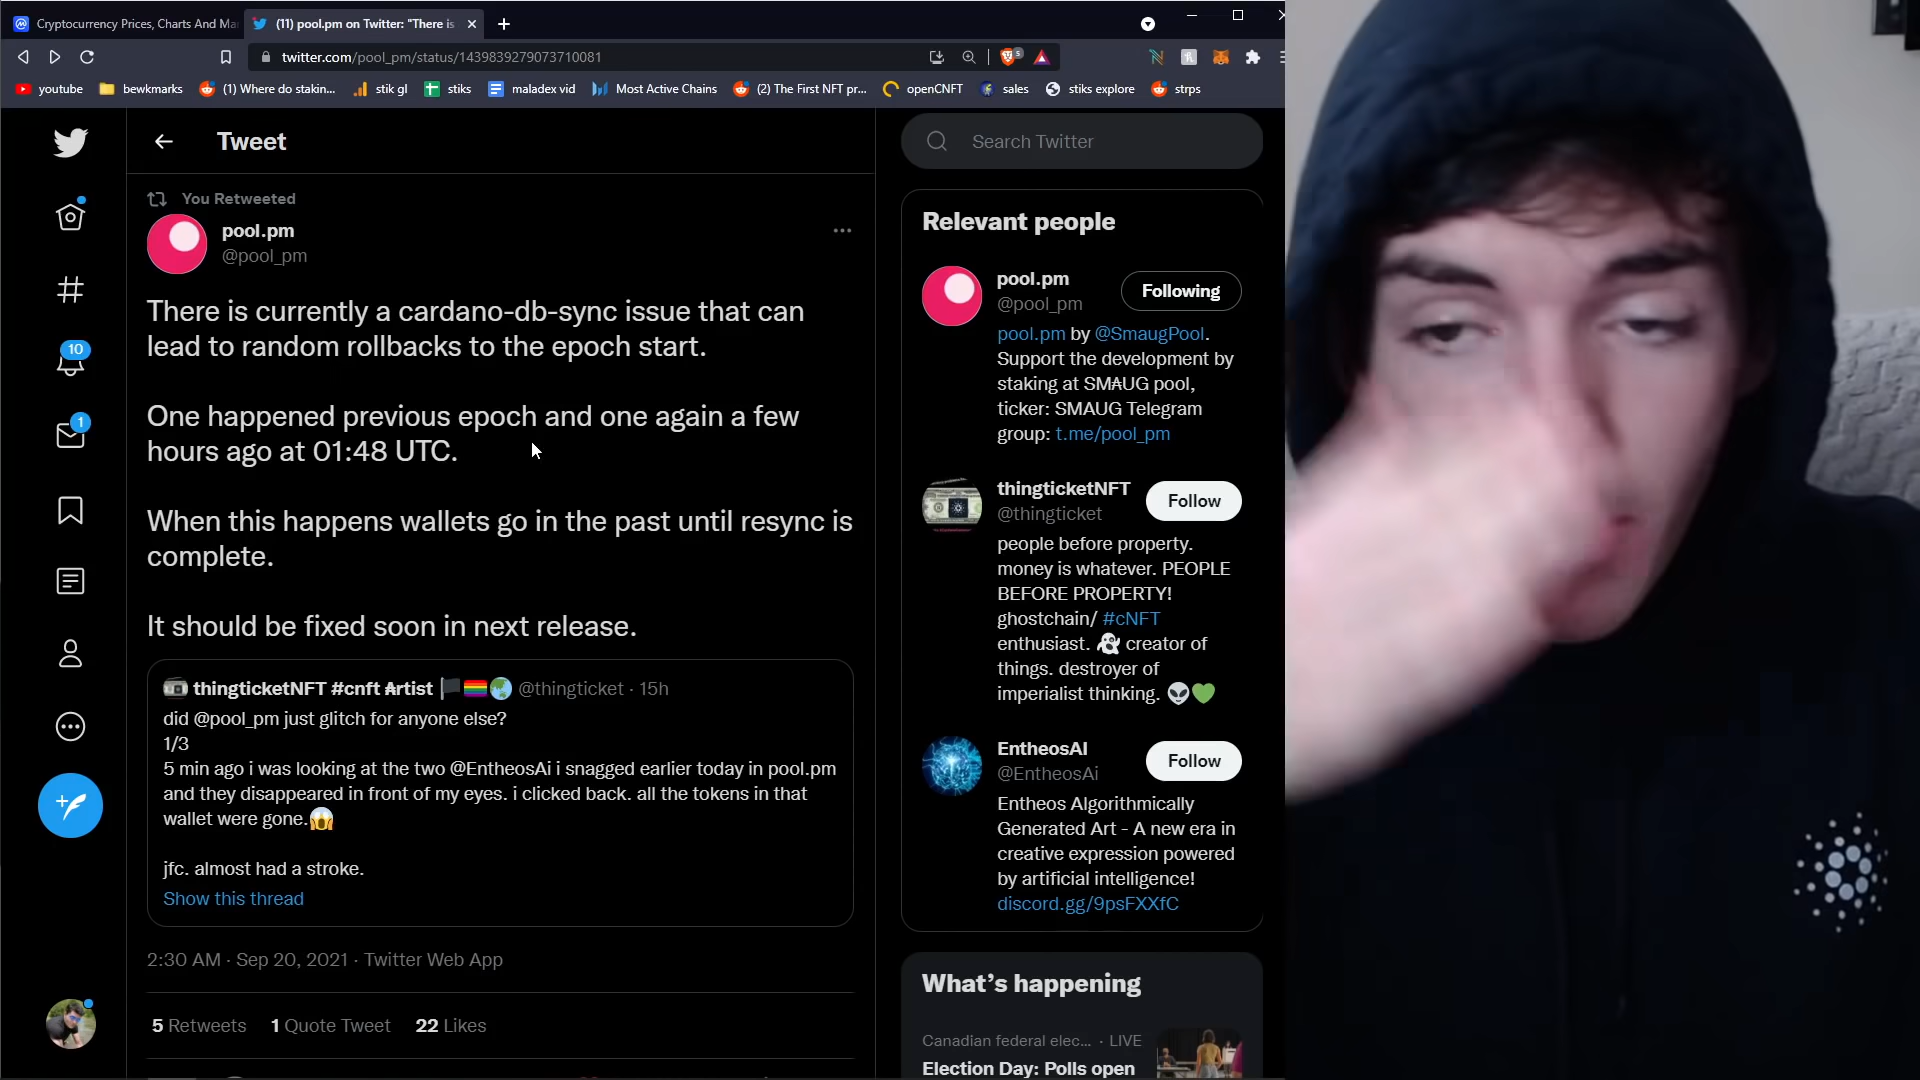 Cryptocurrency Prices, Charts And Ma
(11) pool.pm on Twitter: "There is
twitter.com/pool_pm/status/1439839279073710081
youtube
bewkmarks
(1) Where do stakin...
stik gl
stiks
maladex vid
Most Active Chains
(2) The First NFT pr...
openCNFT
sales
stiks explore
strps
Tweet
You Retweeted
pool.pm
@pool_pm
There is currently a cardano-db-sync issue that can
lead to random rollbacks to the epoch start.
One happened previous epoch and one again a few
hours ago at 01:48 UTC.
When this happens wallets go in the past until resync is
complete.
It should be fixed soon in next release.
thingticketNFT #cnft ₳rtist 🏴🏳️‍🌈🌏 @thingticket · 15h
did @pool_pm just glitch for anyone else?
1/3
5 min ago i was looking at the two @EntheosAi i snagged earlier today in pool.pm
and they disappeared in front of my eyes. i clicked back. all the tokens in that
wallet were gone.😱
jfc. almost had a stroke.
Show this thread
2:30 AM · Sep 20, 2021 · Twitter Web App
5 Retweets 1 Quote Tweet 22 Likes
10
1
5
Search Twitter
Relevant people
pool.pm
@pool_pm
Following
pool.pm by @SmaugPool.
Support the development by
staking at SM₳UG pool,
ticker: SMAUG Telegram
group: t.me/pool_pm
thingticketNFT
@thingticket
Follow
people before property.
money is whatever. PEOPLE
BEFORE PROPERTY!
ghostchain/ #cNFT
enthusiast. 👻 creator of
things. destroyer of
imperialist thinking. 👽💚
EntheosAI
@EntheosAi
Follow
Entheos Algorithmically
Generated Art - A new era in
creative expression powered
by artificial intelligence!
discord.gg/9psFXXfC
What's happening
Canadian federal elec... · LIVE
Election Day: Polls open